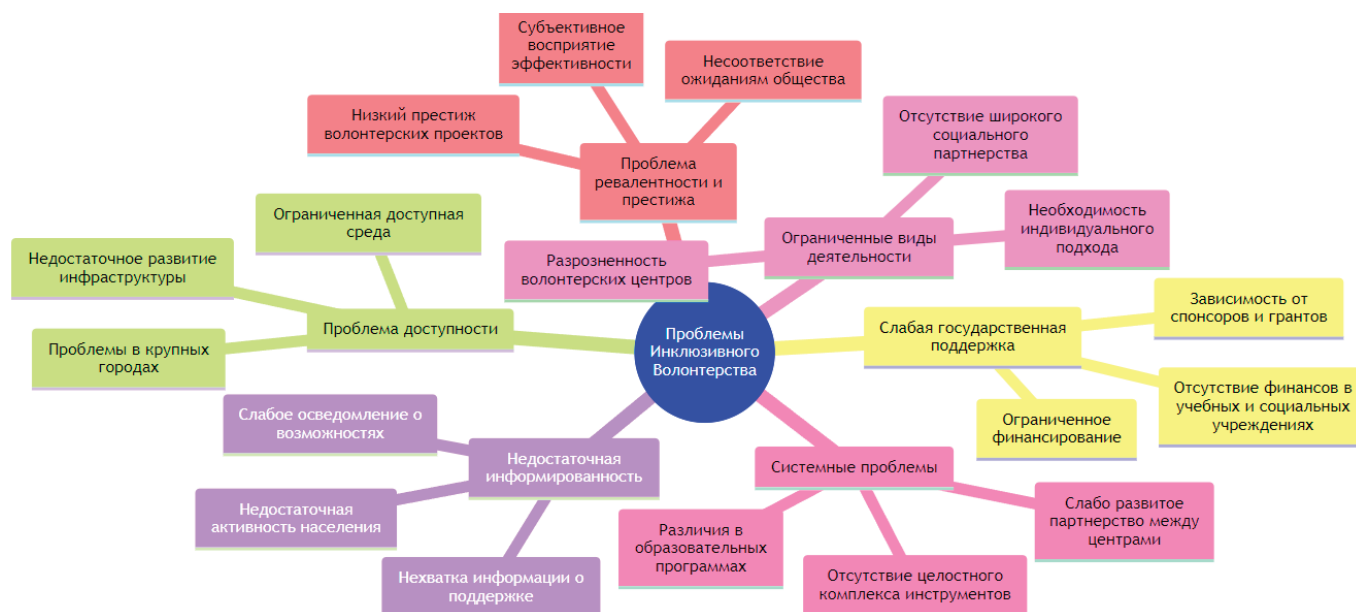 Субъективное
восприятие
эффективности
Несоответствие
ожиданиям общества
Низкий престиж
волонтерских проектов
Проблема
ревалентности и
престижа
Отсутствие широкого
социального
партнерства
Необходимость
индивидуального
подхода
Ограниченные виды
деятельности
Разрозненность
волонтерских центров
Ограниченная доступная
среда
Недостаточное развитие
инфраструктуры
Проблема доступности
Проблемы в крупных
городах
Проблемы
Инклюзивного
Волонтерства
Слабая государственная
поддержка
Зависимость от
спонсоров и грантов
Отсутствие финансов в
учебных и социальных
учреждениях
Ограниченное
финансирование
Слабое осведомление о
возможностях
Недостаточная
информированность
Недостаточная
активность населения
Нехватка информации о
поддержке
Системные проблемы
Различия в
образовательных
программах
Отсутствие целостного
комплекса инструментов
Слабо развитое
партнерство между
центрами